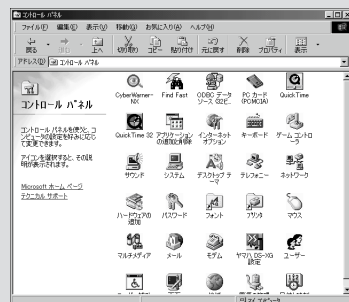 コントロール パネル
ファイル(F) 編集(E) 表示(V) 移動(G) お気に入り(A) ヘルプ(H)
戻る 進む 上へ 切り取り コピー 貼り付け 元に戻す 削除 プロパティ 表示
アドレス(D) コントロール パネル
コントロール パネル
コントロール パネルを使うと、コ
ンピュータの設定を好みに応じ
て変更できます。
アイコンを選択すると、その説
明が表示されます。
Microsoft ホーム ページ
テクニカル サポート
CyberWarner-NX Find Fast ODBC データ ソース (32ビ... PC カード (PCMCIA) QuickTime
QuickTime 32 アプリケーションの追加と削除 インターネット オプション キーボード ゲーム コントローラ
サウンド システム デスクトップ テーマ テレフォニー ネットワーク
ハードウェアの追加 パスワード フォント プリンタ マウス
マルチメディア メール モデム ヤマハ DS-XG 設定 ユーザー
マイ コンピュータ